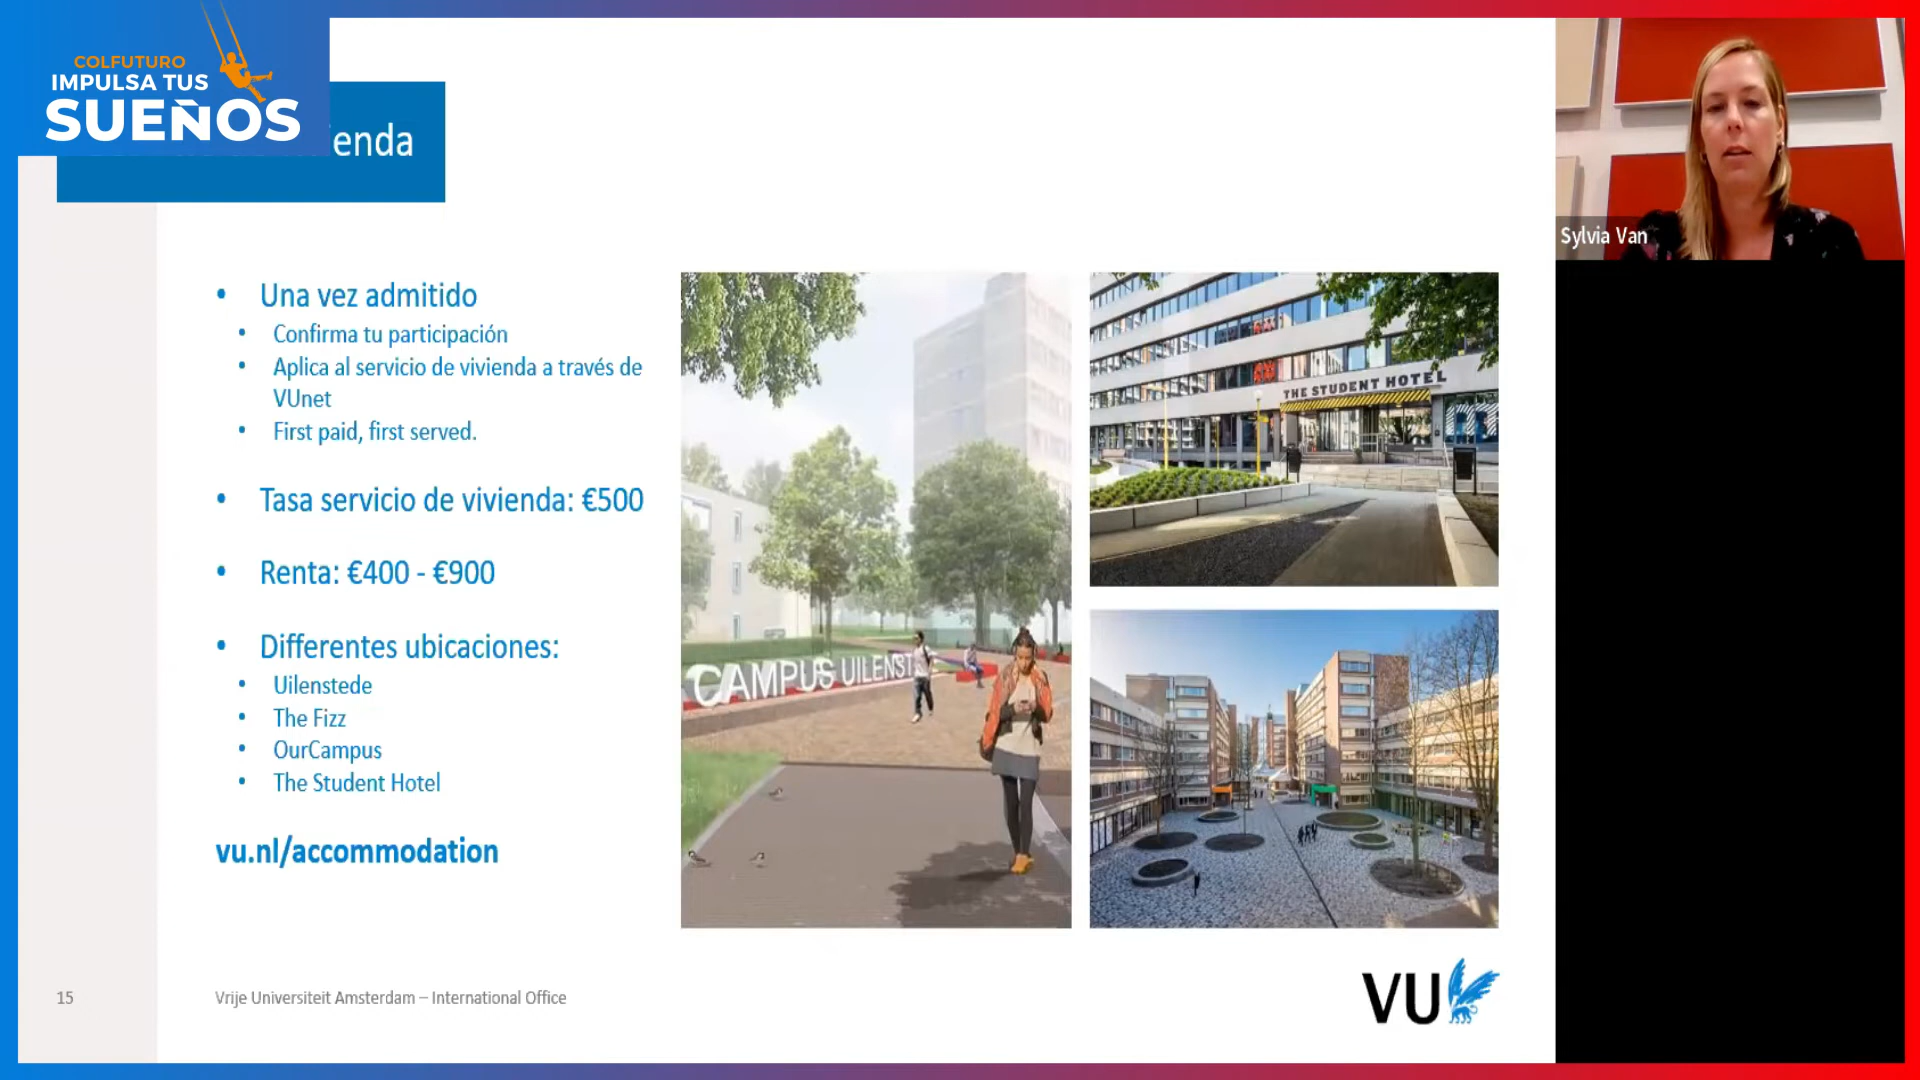 COLFUTURO
IMPULSA TUS
SUEÑOS
enda
Sylvia Van
• Una vez admitido
• Confirma tu participación
• Aplica al servicio de vivienda a través de
VUnet
• First paid, first served.
• Tasa servicio de vivienda: €500
• Renta: €400 - €900
• Differentes ubicaciones:
• Uilenstede
• The Fizz
• OurCampus
• The Student Hotel
vu.nl/accommodation
CAMPUS UILENST
THE STUDENT HOTEL
15
Vrije Universiteit Amsterdam – International Office
VU